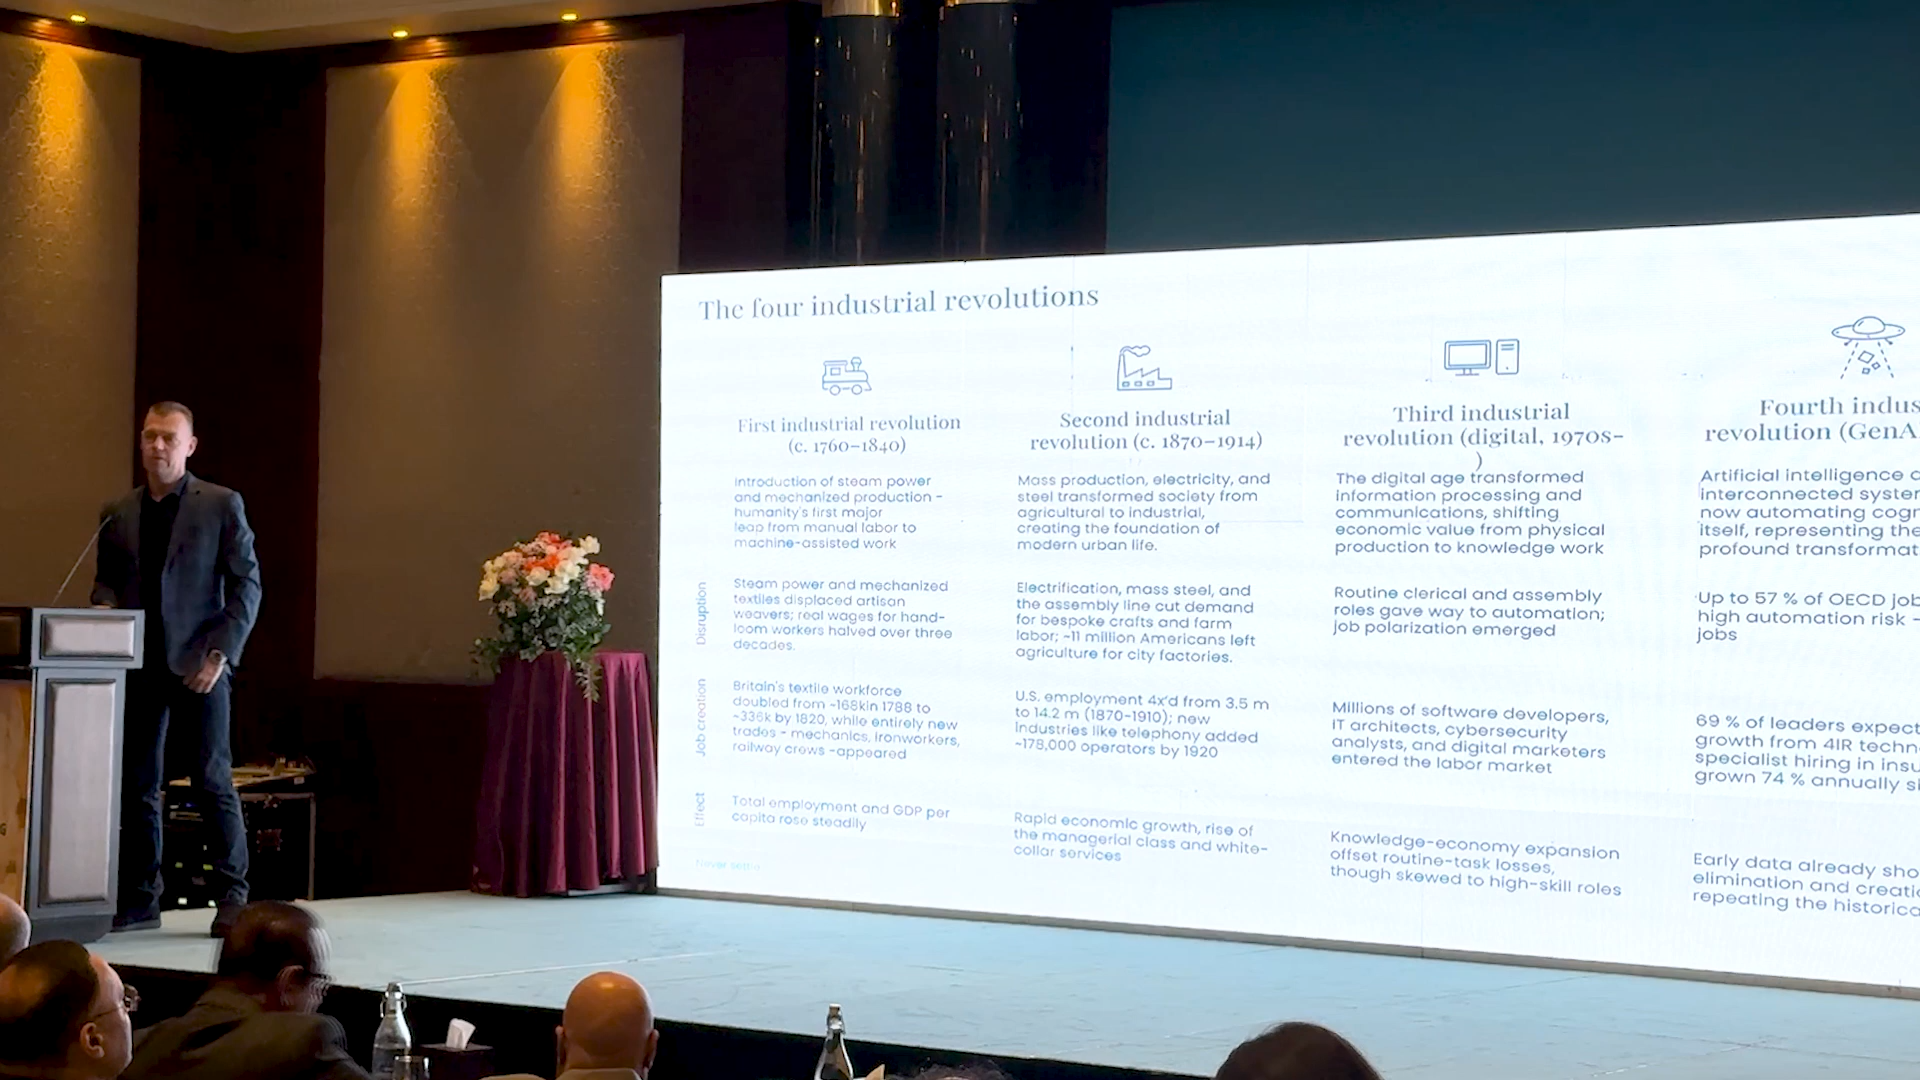 The four industrial revolutions
First industrial revolution
(c. 1760–1840)
Introduction of steam power
and mechanized production –
humanity's first major
leap from manual labor to
machine-assisted work
Second industrial
revolution (c. 1870–1914)
Mass production, electricity, and
steel transformed society from
agricultural to industrial,
creating the foundation of
modern urban life.
Third industrial
revolution (digital, 1970s–
)
The digital age transformed
information processing and
communications, shifting
economic value from physical
production to knowledge work
Fourth indus
revolution (GenA
Artificial intelligence
interconnected system
now automating cogn
itself, representing the
profound transformat
Disruption
Steam power and mechanized
textiles displaced artisan
weavers; real wages for hand-
loom workers halved over three
decades.
Electrification, mass steel, and
the assembly line cut demand
for bespoke crafts and farm
labor; ~11 million Americans left
agriculture for city factories.
Routine clerical and assembly
roles gave way to automation;
job polarization emerged
Up to 57 % of OECD job
high automation risk –
jobs
Job creation
Britain's textile workforce
doubled from ~168kin 1788 to
~336k by 1820, while entirely new
trades - mechanics, ironworkers,
railway crews -appeared
U.S. employment 4x'd from 3.5 m
to 14.2 m (1870-1910); new
industries like telephony added
~178,000 operators by 1920
Millions of software developers,
IT architects, cybersecurity
analysts, and digital marketers
entered the labor market
69 % of leaders expect
growth from 4IR techn
specialist hiring in insu
grown 74 % annually si
Effect
Total employment and GDP per
capita rose steadily
Rapid economic growth, rise of
the managerial class and white-
collar services
Knowledge-economy expansion
offset routine-task losses,
though skewed to high-skill roles
Early data already sho
elimination and creatio
repeating the historica